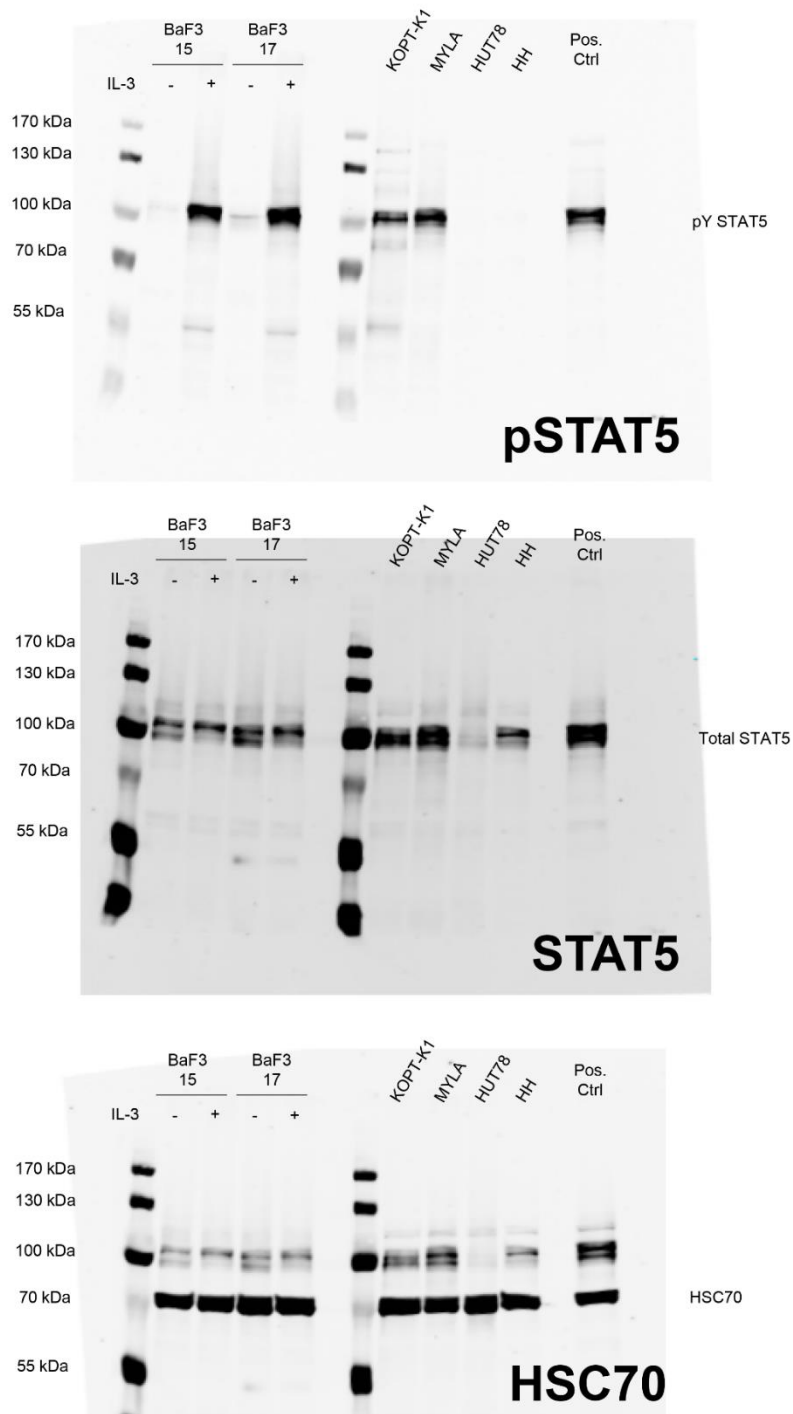 BaF3 BaF3
15 17
KOPT-K1 MYLA HUT78 HH
Pos.
Ctrl
IL-3 - + - +
170 kDa
130 kDa
100 kDa
70 kDa
55 kDa
pY STAT5
pSTAT5
BaF3 BaF3
15 17
KOPT-K1 MYLA HUT78 HH
Pos.
Ctrl
IL-3 - + - +
170 kDa
130 kDa
100 kDa
70 kDa
55 kDa
Total STAT5
STAT5
BaF3 BaF3
15 17
KOPT-K1 MYLA HUT78 HH
Pos.
Ctrl
IL-3 - + - +
170 kDa
130 kDa
100 kDa
70 kDa
55 kDa
HSC70
HSC70